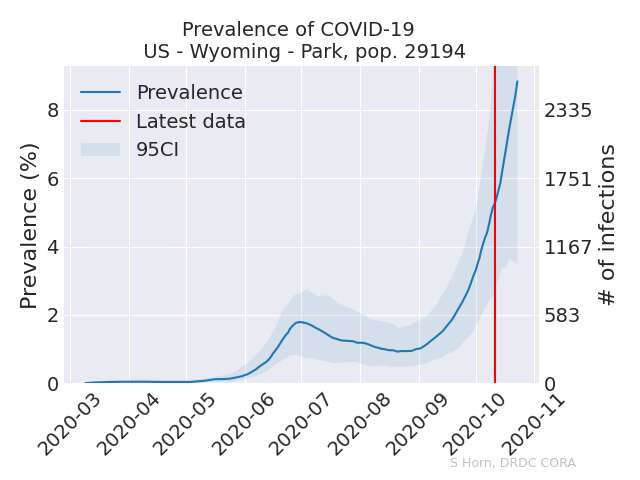 Prevalence of COVID-19
US - Wyoming - Park, pop. 29194
Prevalence
Latest data
95CI
Prevalence (%)
8
6
4
2
0
2335
1751
1167
583
0
# of infections
2020-03
2020-04
2020-05
2020-06
2020-07
2020-08
2020-09
2020-10
2020-11
S Horn, DRDC CORA